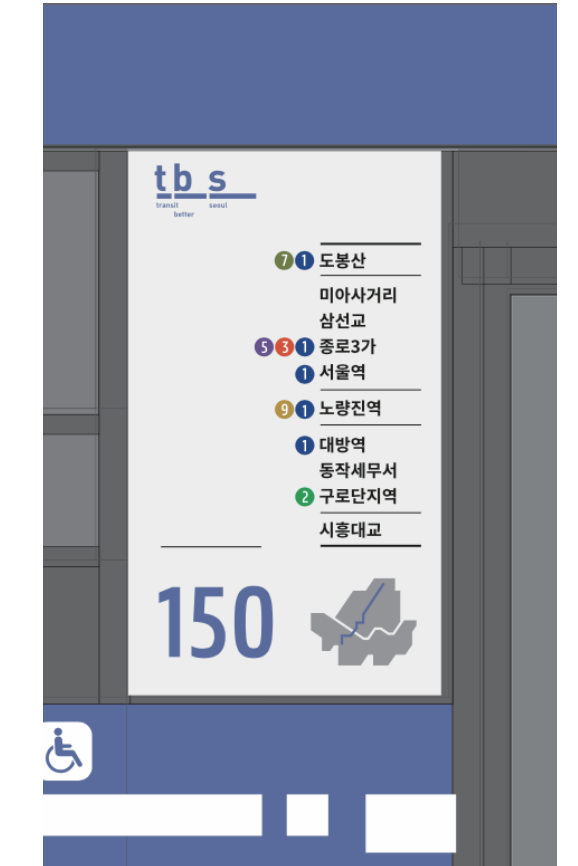 tbs
transit seoul
better
7 1 도봉산
미아사거리
삼선교
5 3 1 종로3가
1 서울역
9 1 노량진역
1 대방역
동작세무서
2 구로단지역
시흥대교
150